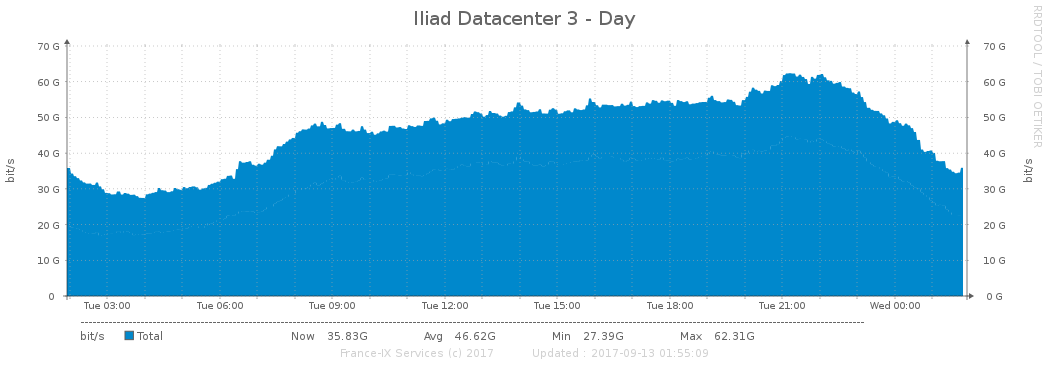 Iliad Datacenter 3 - Day
RRDTOOL / TOBI OETIKER
70 G 70 G
60 G 60 G
50 G 50 G
40 G 40 G
30 G 30 G
20 G 20 G
10 G 10 G
0 0 G
bit/s bit/s
Tue 03:00 Tue 06:00 Tue 09:00 Tue 12:00 Tue 15:00 Tue 18:00 Tue 21:00 Wed 00:00
bit/s Total Now 35.83G Avg 46.62G Min 27.39G Max 62.31G
France-IX Services (c) 2017 Updated : 2017-09-13 01:55:09